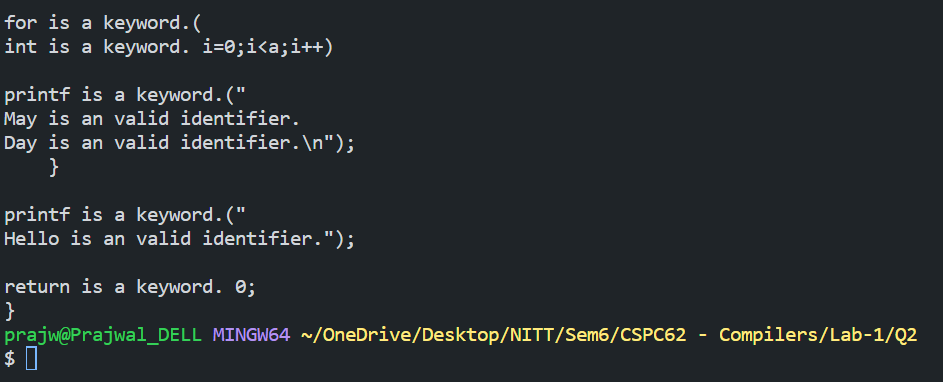 for is a keyword.(
int is a keyword. i=0;i<a;i++)
printf is a keyword.("
May is an valid identifier.
Day is an valid identifier.\n");
}
printf is a keyword.("
Hello is an valid identifier.");
return is a keyword. 0;
}
prajw@Prajwal_DELL MINGW64 ~/OneDrive/Desktop/NITT/Sem6/CSPC62 - Compilers/Lab-1/Q2
$